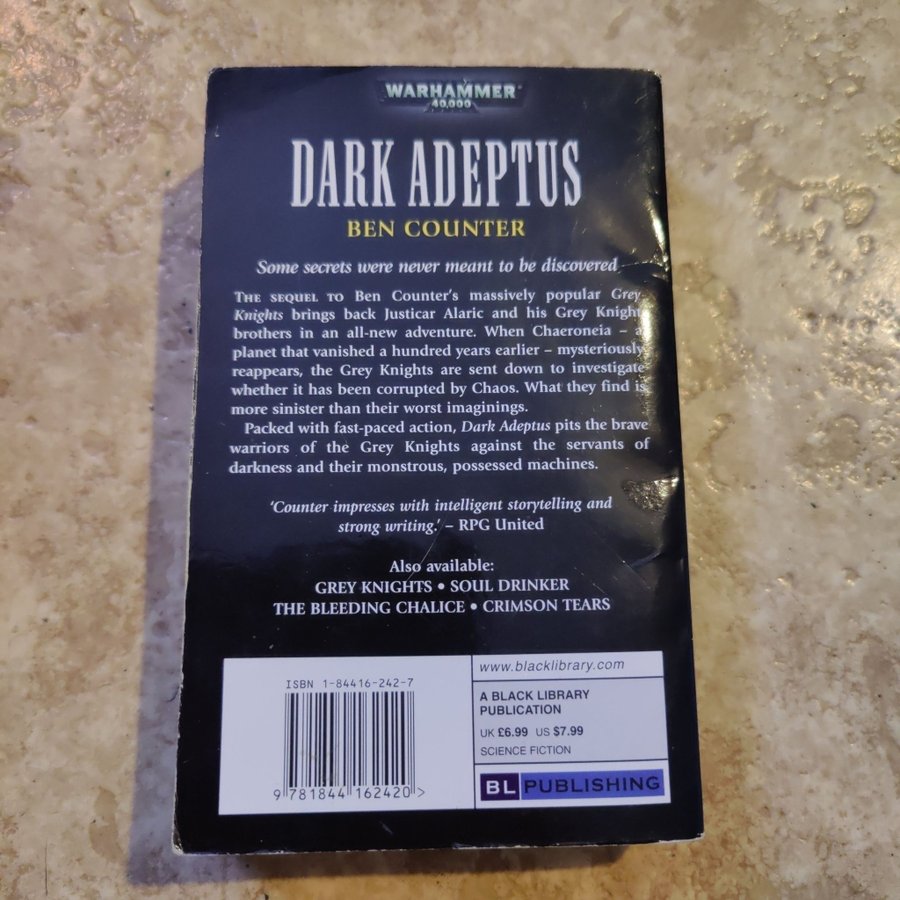 WARHAMMER
40,000
DARK ADEPTUS
BEN COUNTER
Some secrets were never meant to be discovered
THE SEQUEL TO Ben Counter's massively popular Grey
Knights brings back Justicar Alaric and his Grey Knight
brothers in an all-new adventure. When Chaeroneia – a
planet that vanished a hundred years earlier – mysteriously
reappears, the Grey Knights are sent down to investigate
whether it has been corrupted by Chaos. What they find is
more sinister than their worst imaginings.
Packed with fast-paced action, Dark Adeptus pits the brave
warriors of the Grey Knights against the servants of
darkness and their monstrous, possessed machines.
'Counter impresses with intelligent storytelling and
strong writing.' – RPG United
Also available:
GREY KNIGHTS • SOUL DRINKER
THE BLEEDING CHALICE • CRIMSON TEARS
ISBN 1-84416-242-7
9 781844 162420 >
www.blacklibrary.com
A BLACK LIBRARY
PUBLICATION
UK £6.99 US $7.99
SCIENCE FICTION
BL PUBLISHING